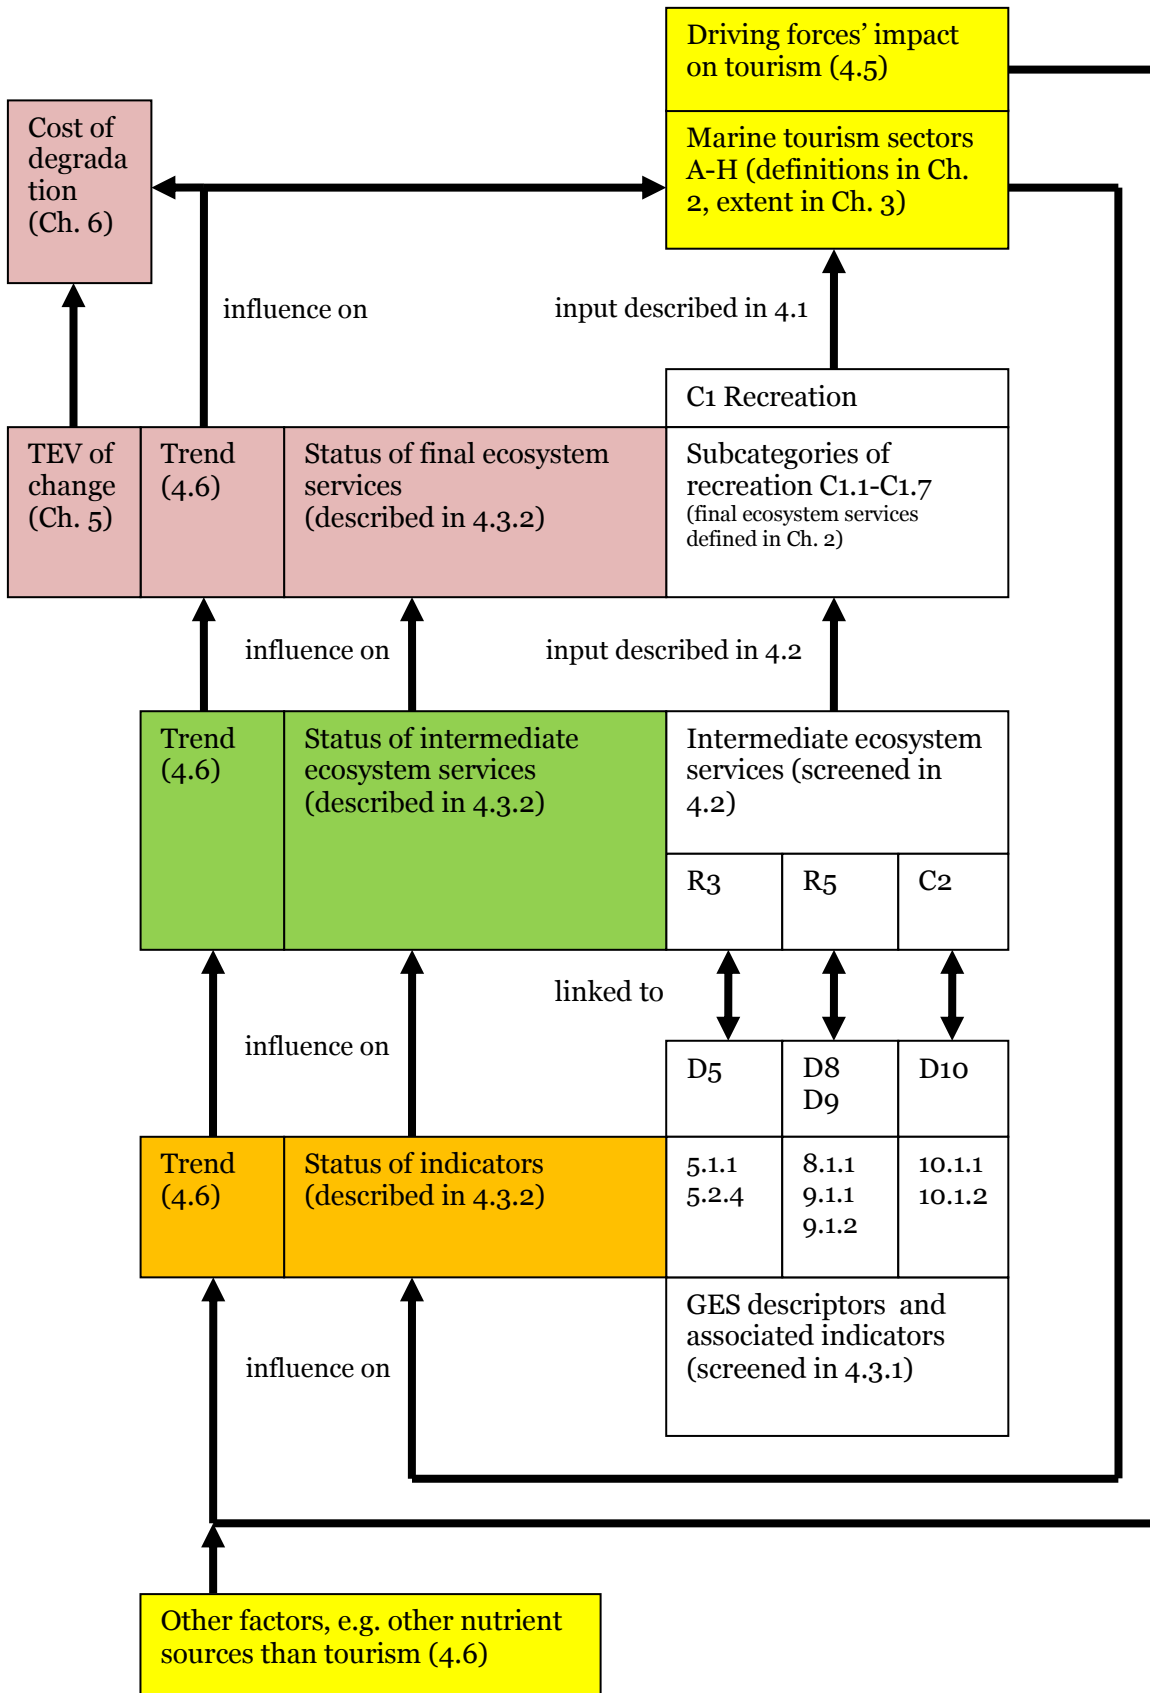 Driving forces’ impact
on tourism (4.5)
Cost of
degrada
tion
(Ch. 6)
Marine tourism sectors
A-H (definitions in Ch.
2, extent in Ch. 3)
influence on
input described in 4.1
C1 Recreation
TEV of
change
(Ch. 5)
Trend
(4.6)
Status of final ecosystem
services
(described in 4.3.2)
Subcategories of
recreation C1.1-C1.7
(final ecosystem services
defined in Ch. 2)
influence on
input described in 4.2
Trend
(4.6)
Status of intermediate
ecosystem services
(described in 4.3.2)
Intermediate ecosystem
services (screened in
4.2)
R3
R5
C2
linked to
influence on
D5
D8
D9
D10
Trend
(4.6)
Status of indicators
(described in 4.3.2)
5.1.1
5.2.4
8.1.1
9.1.1
9.1.2
10.1.1
10.1.2
GES descriptors  and
associated indicators
(screened in 4.3.1)
influence on
Other factors, e.g. other nutrient
sources than tourism (4.6)